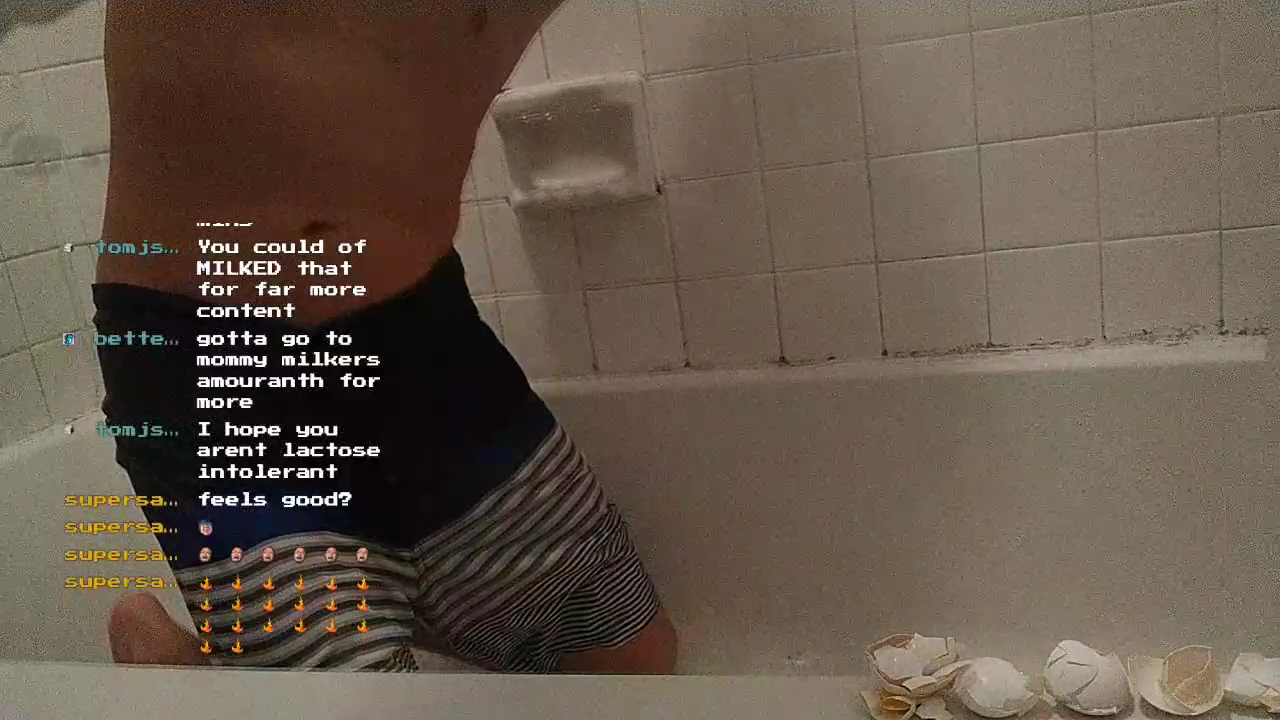 tomjs... You could of
MILKED that
for far more
content
bette... gotta go to
mommy milkers
amouranth for
more
tomjs... I hope you
arent lactose
intolerant
supersa... feels good?
supersa...
supersa...
supersa...